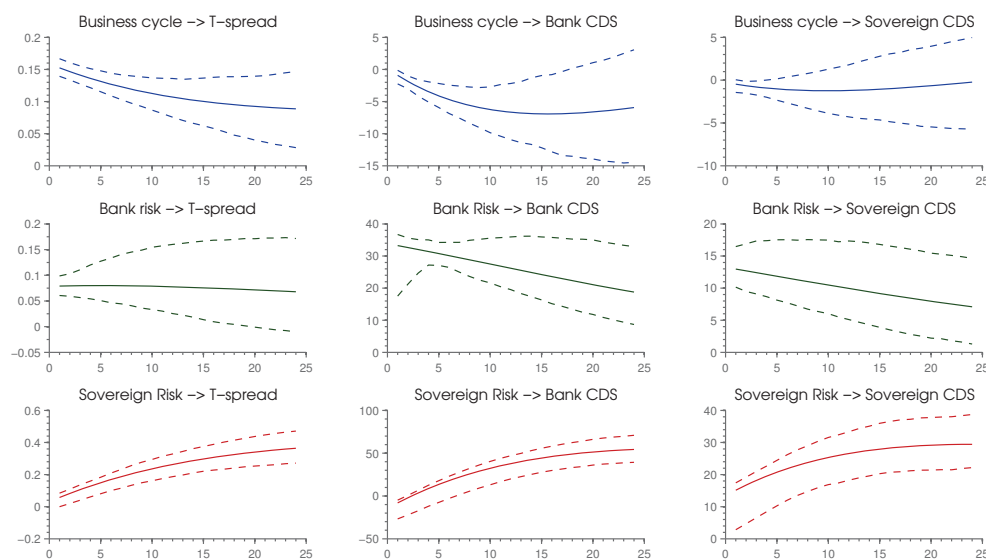 Business cycle –> T–spread
Business cycle –> Bank CDS
Business cycle –> Sovereign CDS
0.2
0.15
0.1
0.05
0
0 5 10 15 20 25
5
0
−5
−10
−15
0 5 10 15 20 25
5
0
−5
−10
0 5 10 15 20 25
Bank risk –> T–spread
Bank Risk –> Bank CDS
Bank Risk –> Sovereign CDS
0.2
0.15
0.1
0.05
0
−0.05
0 5 10 15 20 25
40
30
20
10
0
0 5 10 15 20 25
20
15
10
5
0
0 5 10 15 20 25
Sovereign Risk –> T–spread
Sovereign Risk –> Bank CDS
Sovereign Risk –> Sovereign CDS
0.6
0.4
0.2
0
−0.2
0 5 10 15 20 25
100
50
0
−50
0 5 10 15 20 25
40
30
20
10
0
0 5 10 15 20 25